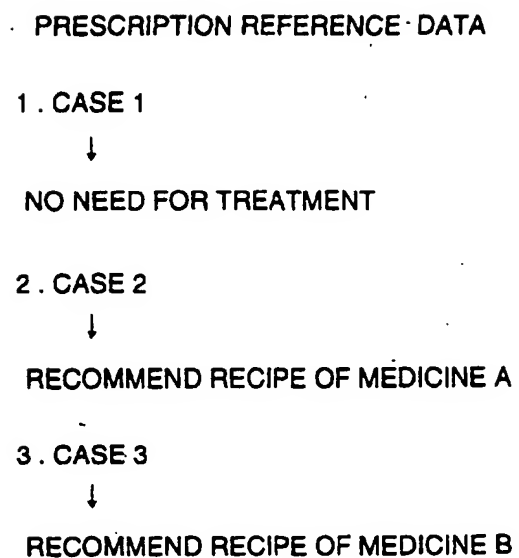 PRESCRIPTION REFERENCE DATA
1 . CASE 1
↓
NO NEED FOR TREATMENT
2 . CASE 2
↓
RECOMMEND RECIPE OF MEDICINE A
3 . CASE 3
↓
RECOMMEND RECIPE OF MEDICINE B